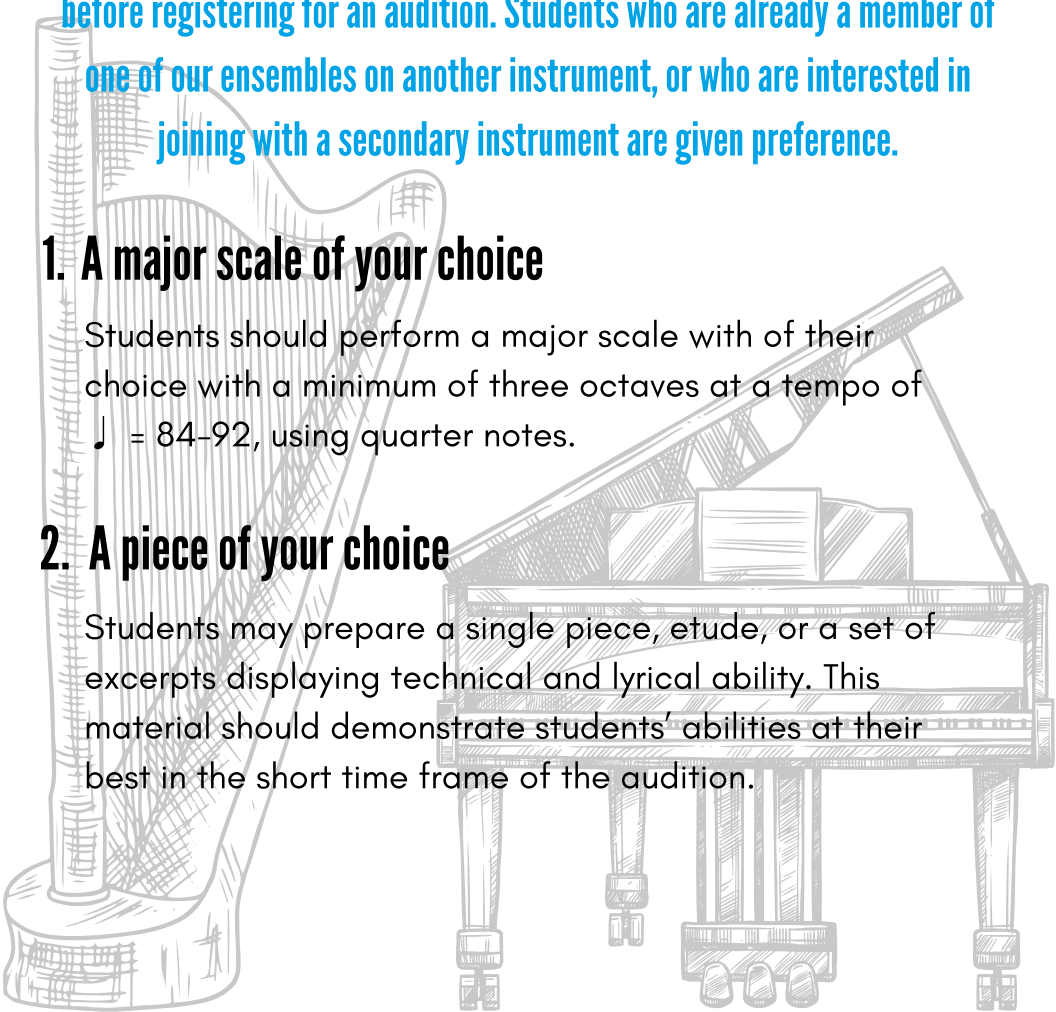 before registering for an audition. Students who are already a member of
one of our ensembles on another instrument, or who are interested in
joining with a secondary instrument are given preference.
1. A major scale of your choice
Students should perform a major scale with of their
choice with a minimum of three octaves at a tempo of
♩ = 84-92, using quarter notes.
2. A piece of your choice
Students may prepare a single piece, etude, or a set of
excerpts displaying technical and lyrical ability. This
material should demonstrate students' abilities at their
best in the short time frame of the audition.